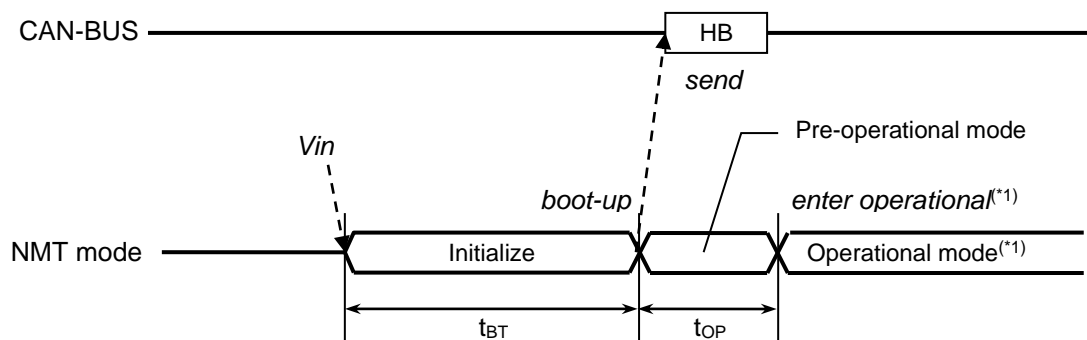 CAN-BUS
HB
send
Pre-operational mode
Vin
boot-up
enter operational(*1)
NMT mode
Initialize
Operational mode(*1)
tBT
tOP